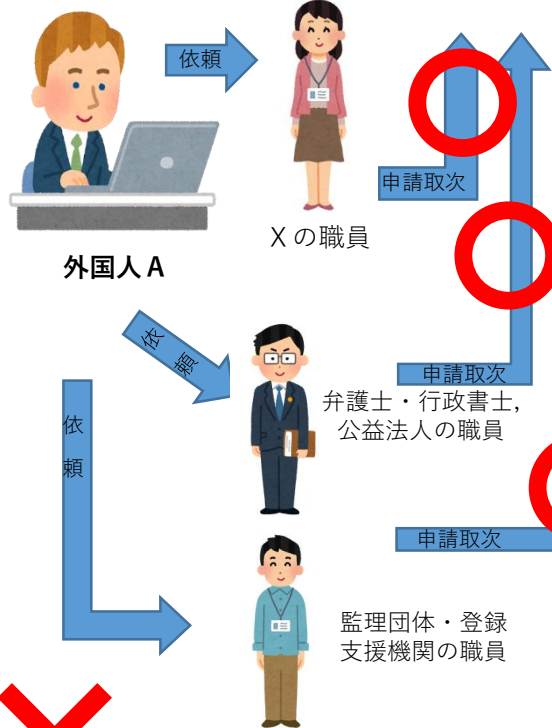 依頼
申請取次
Xの職員
外国人A
依頼
申請取次
弁護士・行政書士,
公益法人の職員
依頼
申請取次
監理団体・登録
支援機関の職員